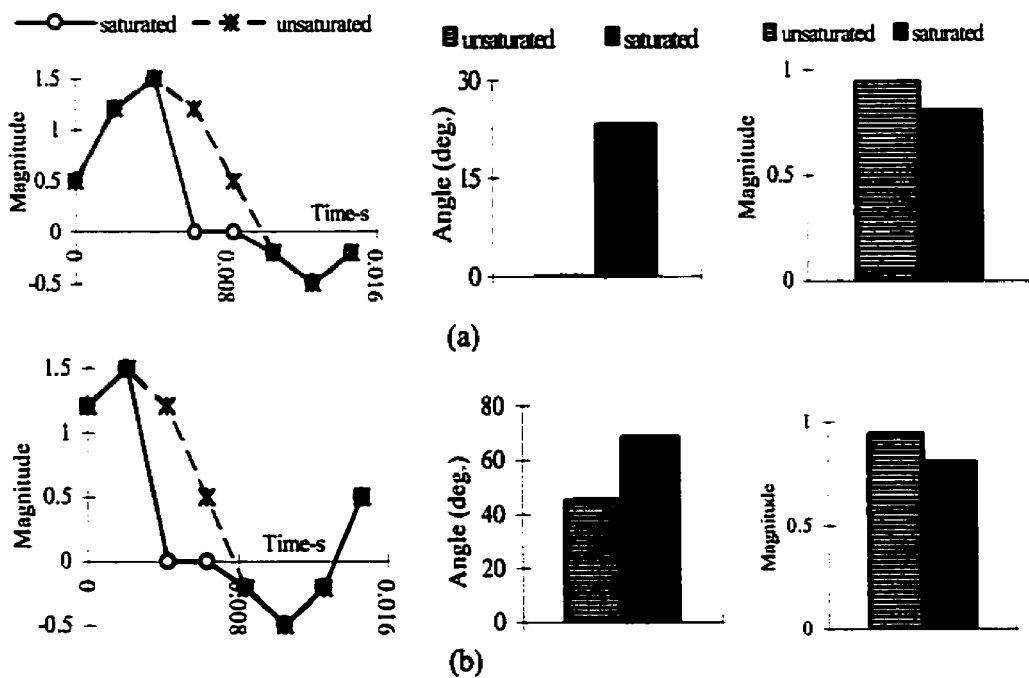 saturated unsaturated
unsaturated saturated
unsaturated saturated
Magnitude
1.5
1
0.5
0
-0.5
Time-s
0
0.008
0.016
Angle (deg.)
30
15
0
Magnitude
1
0.5
0
(a)
Magnitude
1.5
1
0.5
0
-0.5
Time-s
0
0.008
0.016
Angle (deg.)
80
60
40
20
0
Magnitude
1
0.5
0
(b)